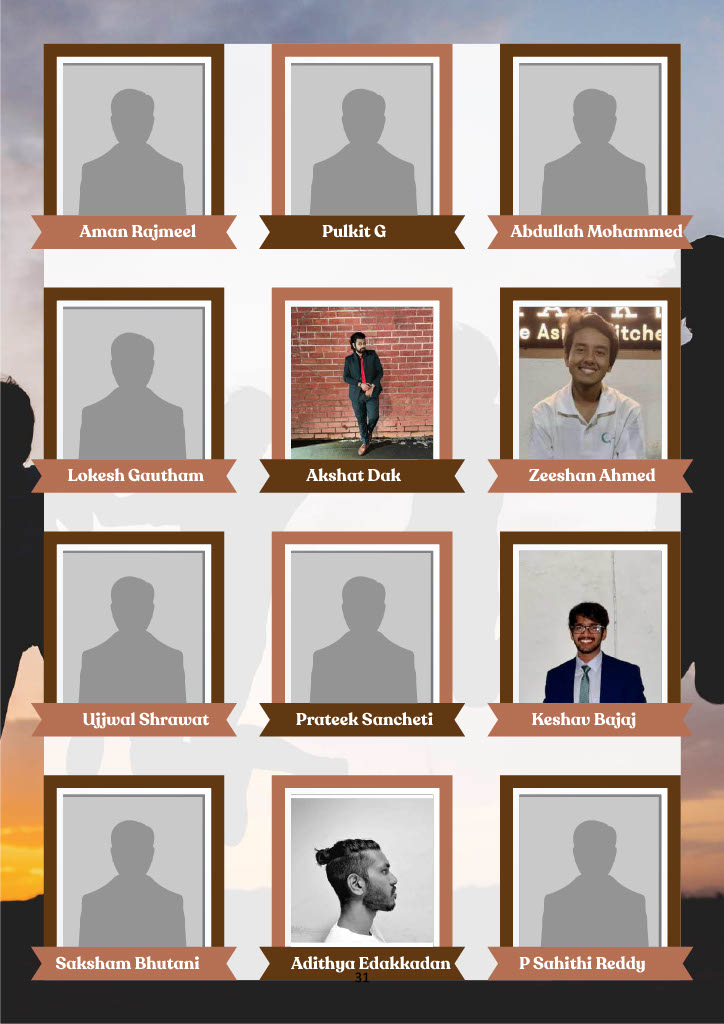 Aman Rajmeel
Pulkit G
Abdullah Mohammed
Lokesh Gautham
Akshat Dak
e Asi
itche
Zeeshan Ahmed
Ujjwal Shrawat
Prateek Sancheti
Keshav Bajaj
Saksham Bhutani
Adithya Edakkadan
P Sahithi Reddy
31